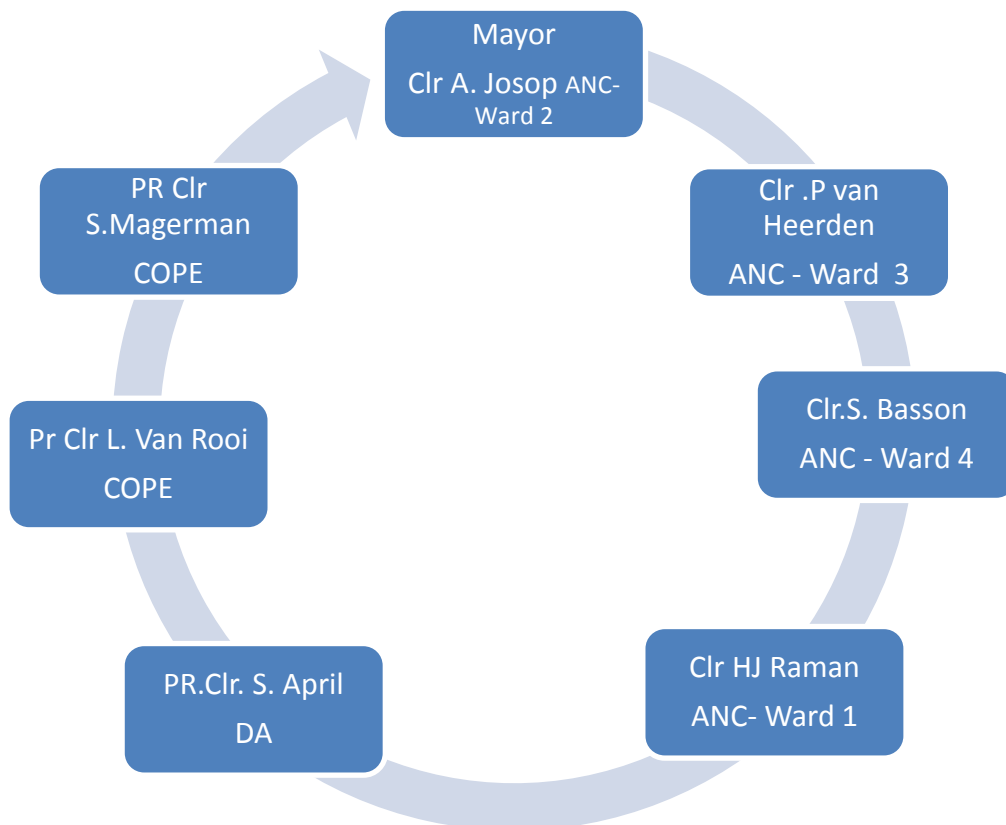 Mayor
Clr A. Josop ANC-
Ward 2
Clr .P van
Heerden
ANC - Ward  3
Clr.S. Basson
ANC - Ward 4
Clr HJ Raman
ANC- Ward 1
PR.Clr. S. April
DA
Pr Clr L. Van Rooi
COPE
PR Clr
S.Magerman
COPE